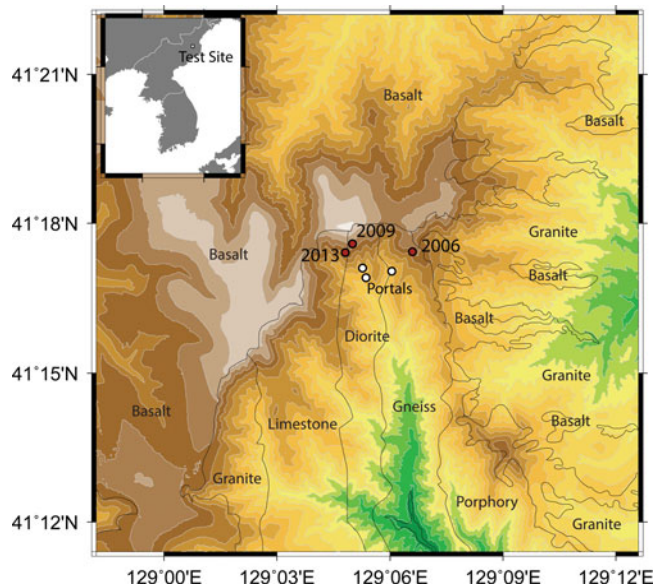 Test Site
41°21'N
Basalt
Basalt
41°18'N
2009
2013
2006
Granite
Basalt
Portals
Basalt
Basalt
Diorite
41°15'N
Granite
Basalt
Gneiss
Limestone
Basalt
Granite
Porphory
Granite
41°12'N
129°00'E
129°03'E
129°06'E
129°09'E
129°12'E